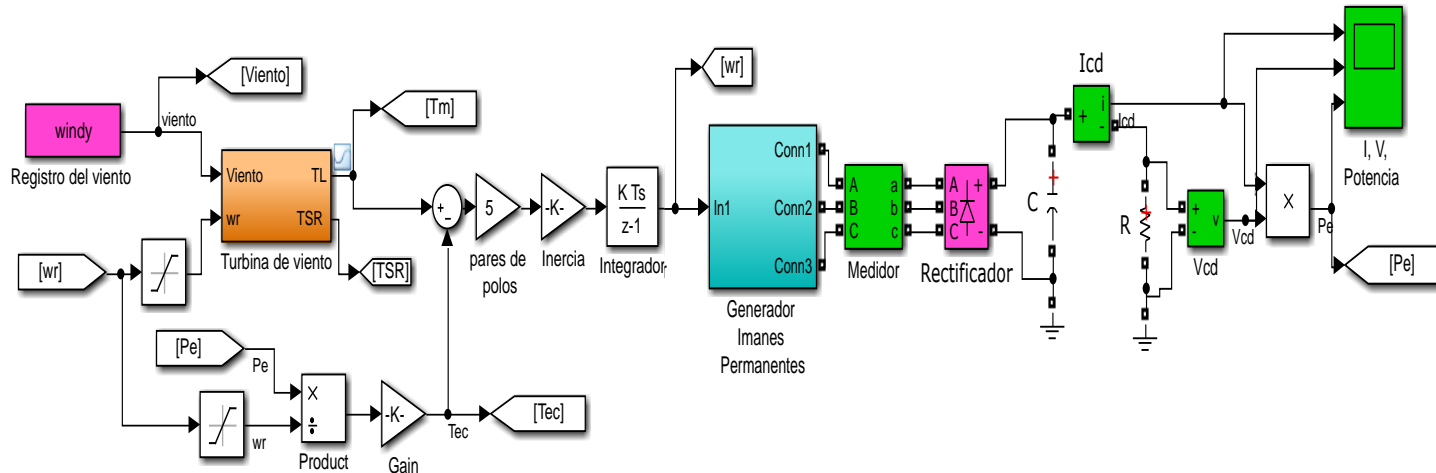 [Viento]
windy
viento
Registro del viento
[Tm]
Viento
TL
wr
TSR
Turbina de viento
[TSR]
[wr]
[Pe]
Pe
wr
×
÷
Product
-K-
Gain
Tec
[Tec]
+
−
5
pares de
polos
-K-
Inercia
K Ts
z-1
Integrador
[wr]
In1
Conn1
Conn2
Conn3
Generador
Imanes
Permanentes
A
B
C
a
b
c
Medidor
A
B
C
+
-
Rectificador
+
C
Icd
+
i
-
Icd
+
R
+
-
v
Vcd
Vcd
×
Pe
I, V,
Potencia
[Pe]